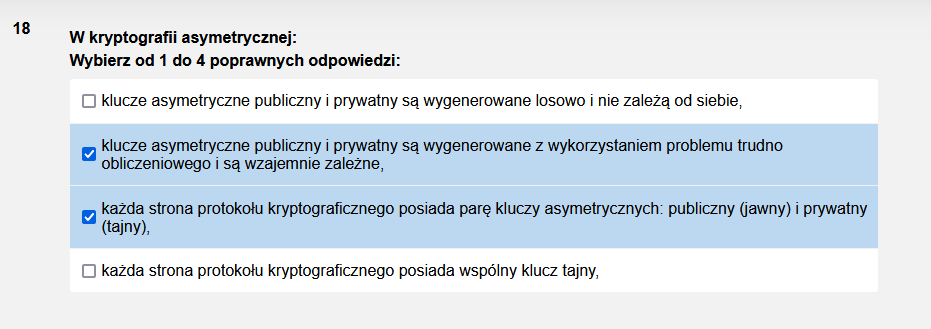 18
W kryptografii asymetrycznej:
Wybierz od 1 do 4 poprawnych odpowiedzi:
klucze asymetryczne publiczny i prywatny są wygenerowane losowo i nie zależą od siebie,
klucze asymetryczne publiczny i prywatny są wygenerowane z wykorzystaniem problemu trudno
obliczeniowego i są wzajemnie zależne,
każda strona protokołu kryptograficznego posiada parę kluczy asymetrycznych: publiczny (jawny) i prywatny
(tajny),
każda strona protokołu kryptograficznego posiada wspólny klucz tajny,